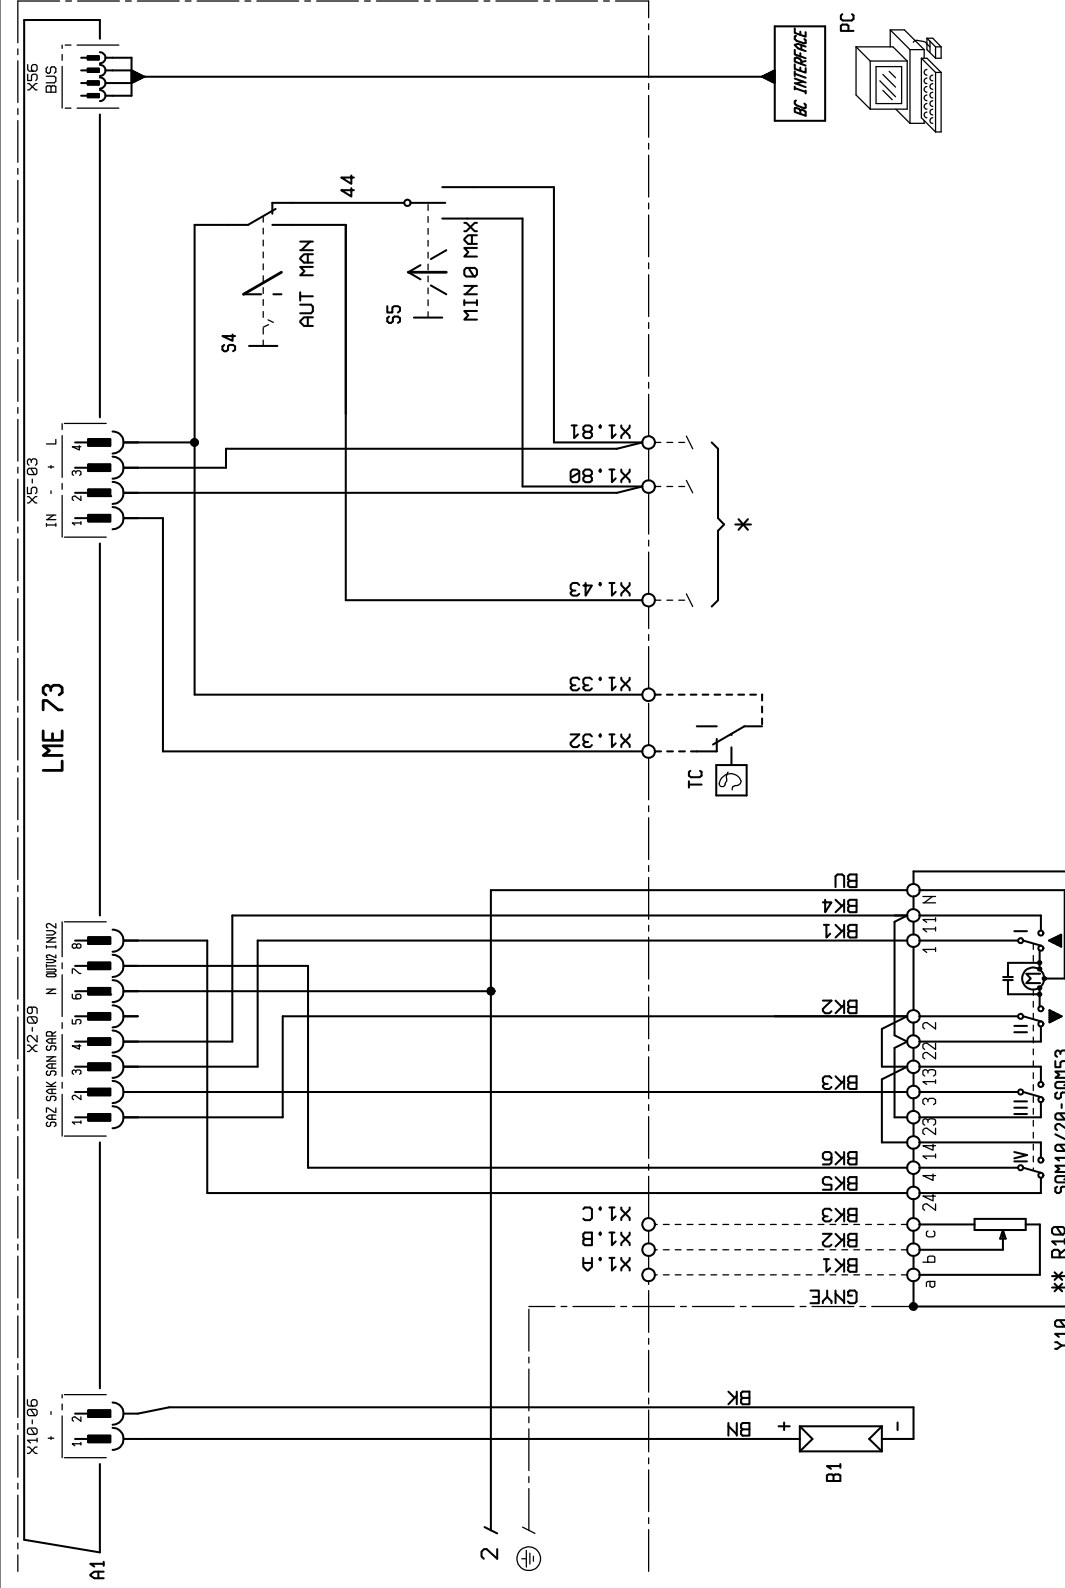 X56
BUS
BC INTERFACE
PC
44
AUT MAN
S4
S5
MIN 0 MAX
X5-03
IN - + L
1 2 3 4
X1.81
X1.80
X1.43
X1.33
X1.32
*
LME 73
TC
X2-09
SAZ SAK SAN SAR N OUTV2 INV2
1 2 3 4 5 6 7 8
BU
BK4
BK1
BK2
BK3
BK6
BK5
BK3
BK2
BK1
GNYE
X1.C
X1.B
X1.A
N
11
1
2
22
13
3
23
14
4
24
c
b
a
I
II
III
IV
M
SQM10/20-SQM53
** R10
Y10
X10-06
+ -
1 2
BK
BN
+
-
B1
2
A1